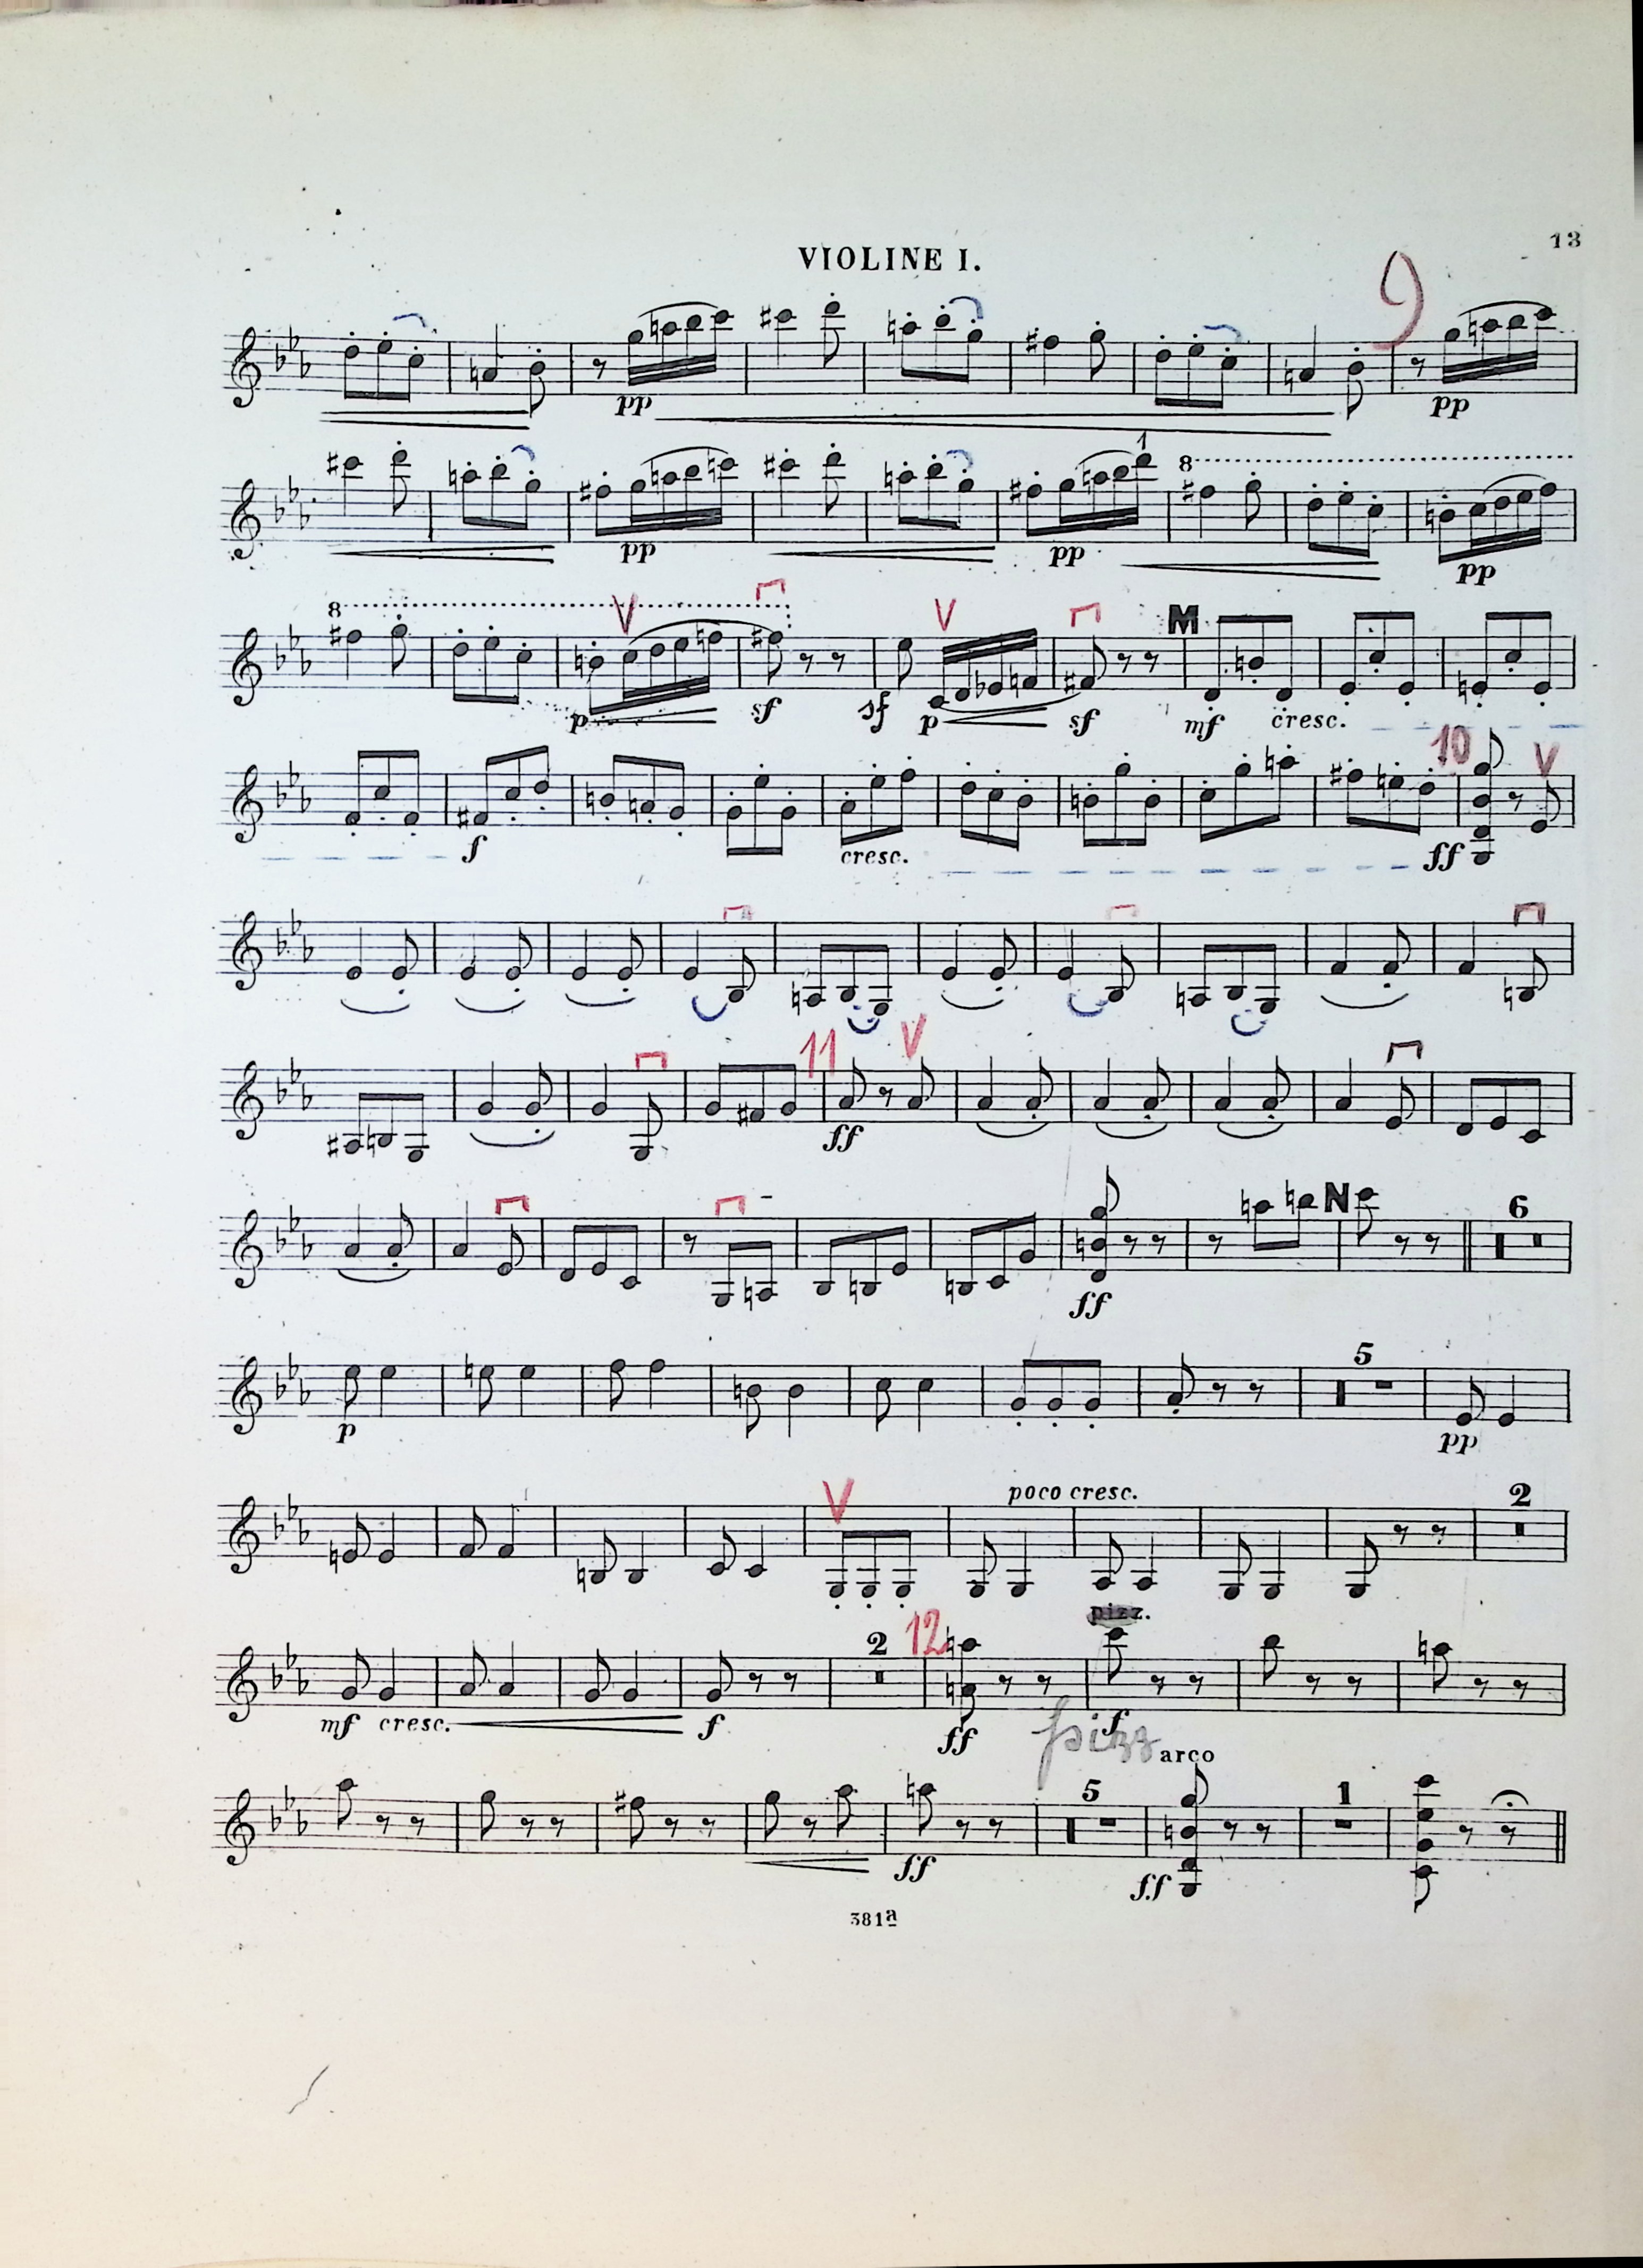 13
VIOLINE I.
9
pp pp
1
8
pp pp pp
8
V V M
p sf sf p sf mf cresc.
10 V
f cresc. ff
11 V
ff
N 6
ff
5
p pp
V poco cresc. 2
pizz.
2 12
mf cresc. f ff f
pizz arco
5 1
ff ff
381a